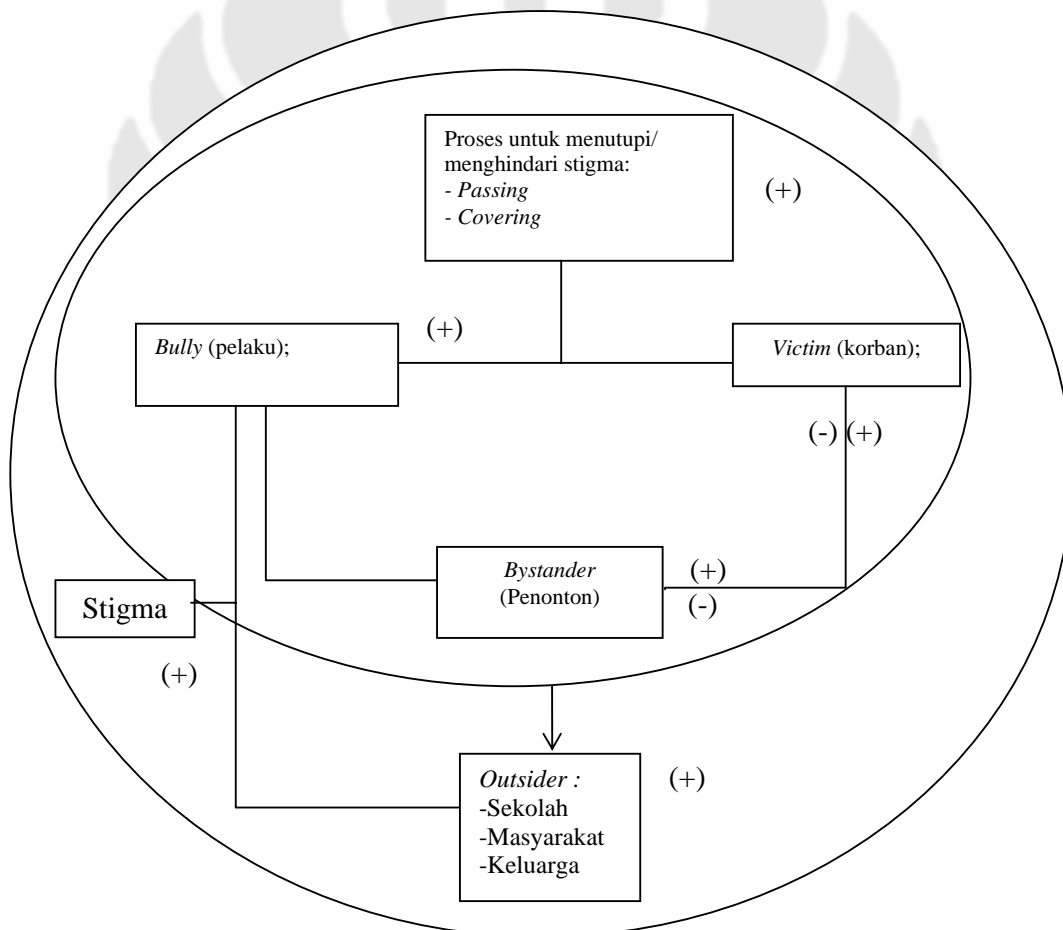 Proses untuk menutupi/
menghindari stigma:
- Passing
- Covering
(+)
Bully (pelaku);
(+)
Victim (korban);
(-) (+)
Bystander
(Penonton)
(+)
(-)
Stigma
(+)
Outsider :
-Sekolah
-Masyarakat
-Keluarga
(+)